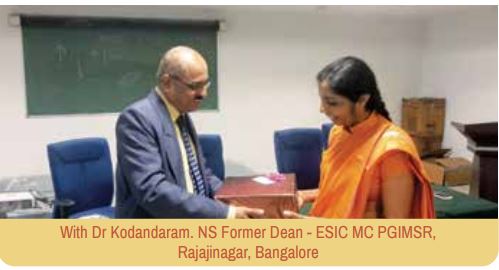 With Dr Kodandaram. NS Former Dean - ESIC MC PGIMSR,
Rajajinagar, Bangalore